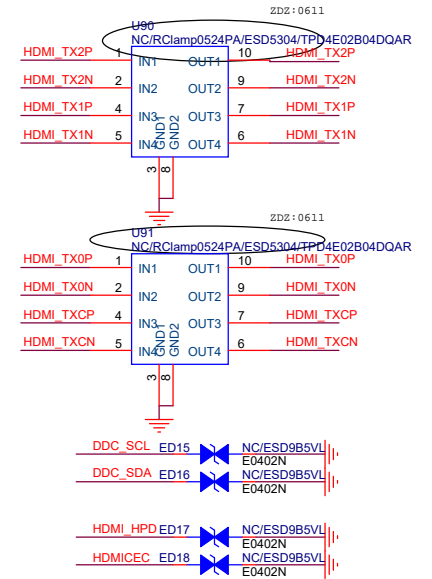 ZDZ:0611
U90
NC/RClamp0524PA/ESD5304/TPD4E02B04DQAR
HDMI_TX2P 1 IN1 OUT1 10 HDMI_TX2P
HDMI_TX2N 2 IN2 OUT2 9 HDMI_TX2N
HDMI_TX1P 4 IN3 OUT3 7 HDMI_TX1P
HDMI_TX1N 5 IN4 OUT4 6 HDMI_TX1N
GND1 GND2
3 8
ZDZ:0611
U91
NC/RClamp0524PA/ESD5304/TPD4E02B04DQAR
HDMI_TX0P 1 IN1 OUT1 10 HDMI_TX0P
HDMI_TX0N 2 IN2 OUT2 9 HDMI_TX0N
HDMI_TXCP 4 IN3 OUT3 7 HDMI_TXCP
HDMI_TXCN 5 IN4 OUT4 6 HDMI_TXCN
GND1 GND2
3 8
DDC_SCL ED15 NC/ESD9B5VL
E0402N
DDC_SDA ED16 NC/ESD9B5VL
E0402N
HDMI_HPD ED17 NC/ESD9B5VL
E0402N
HDMICEC ED18 NC/ESD9B5VL
E0402N